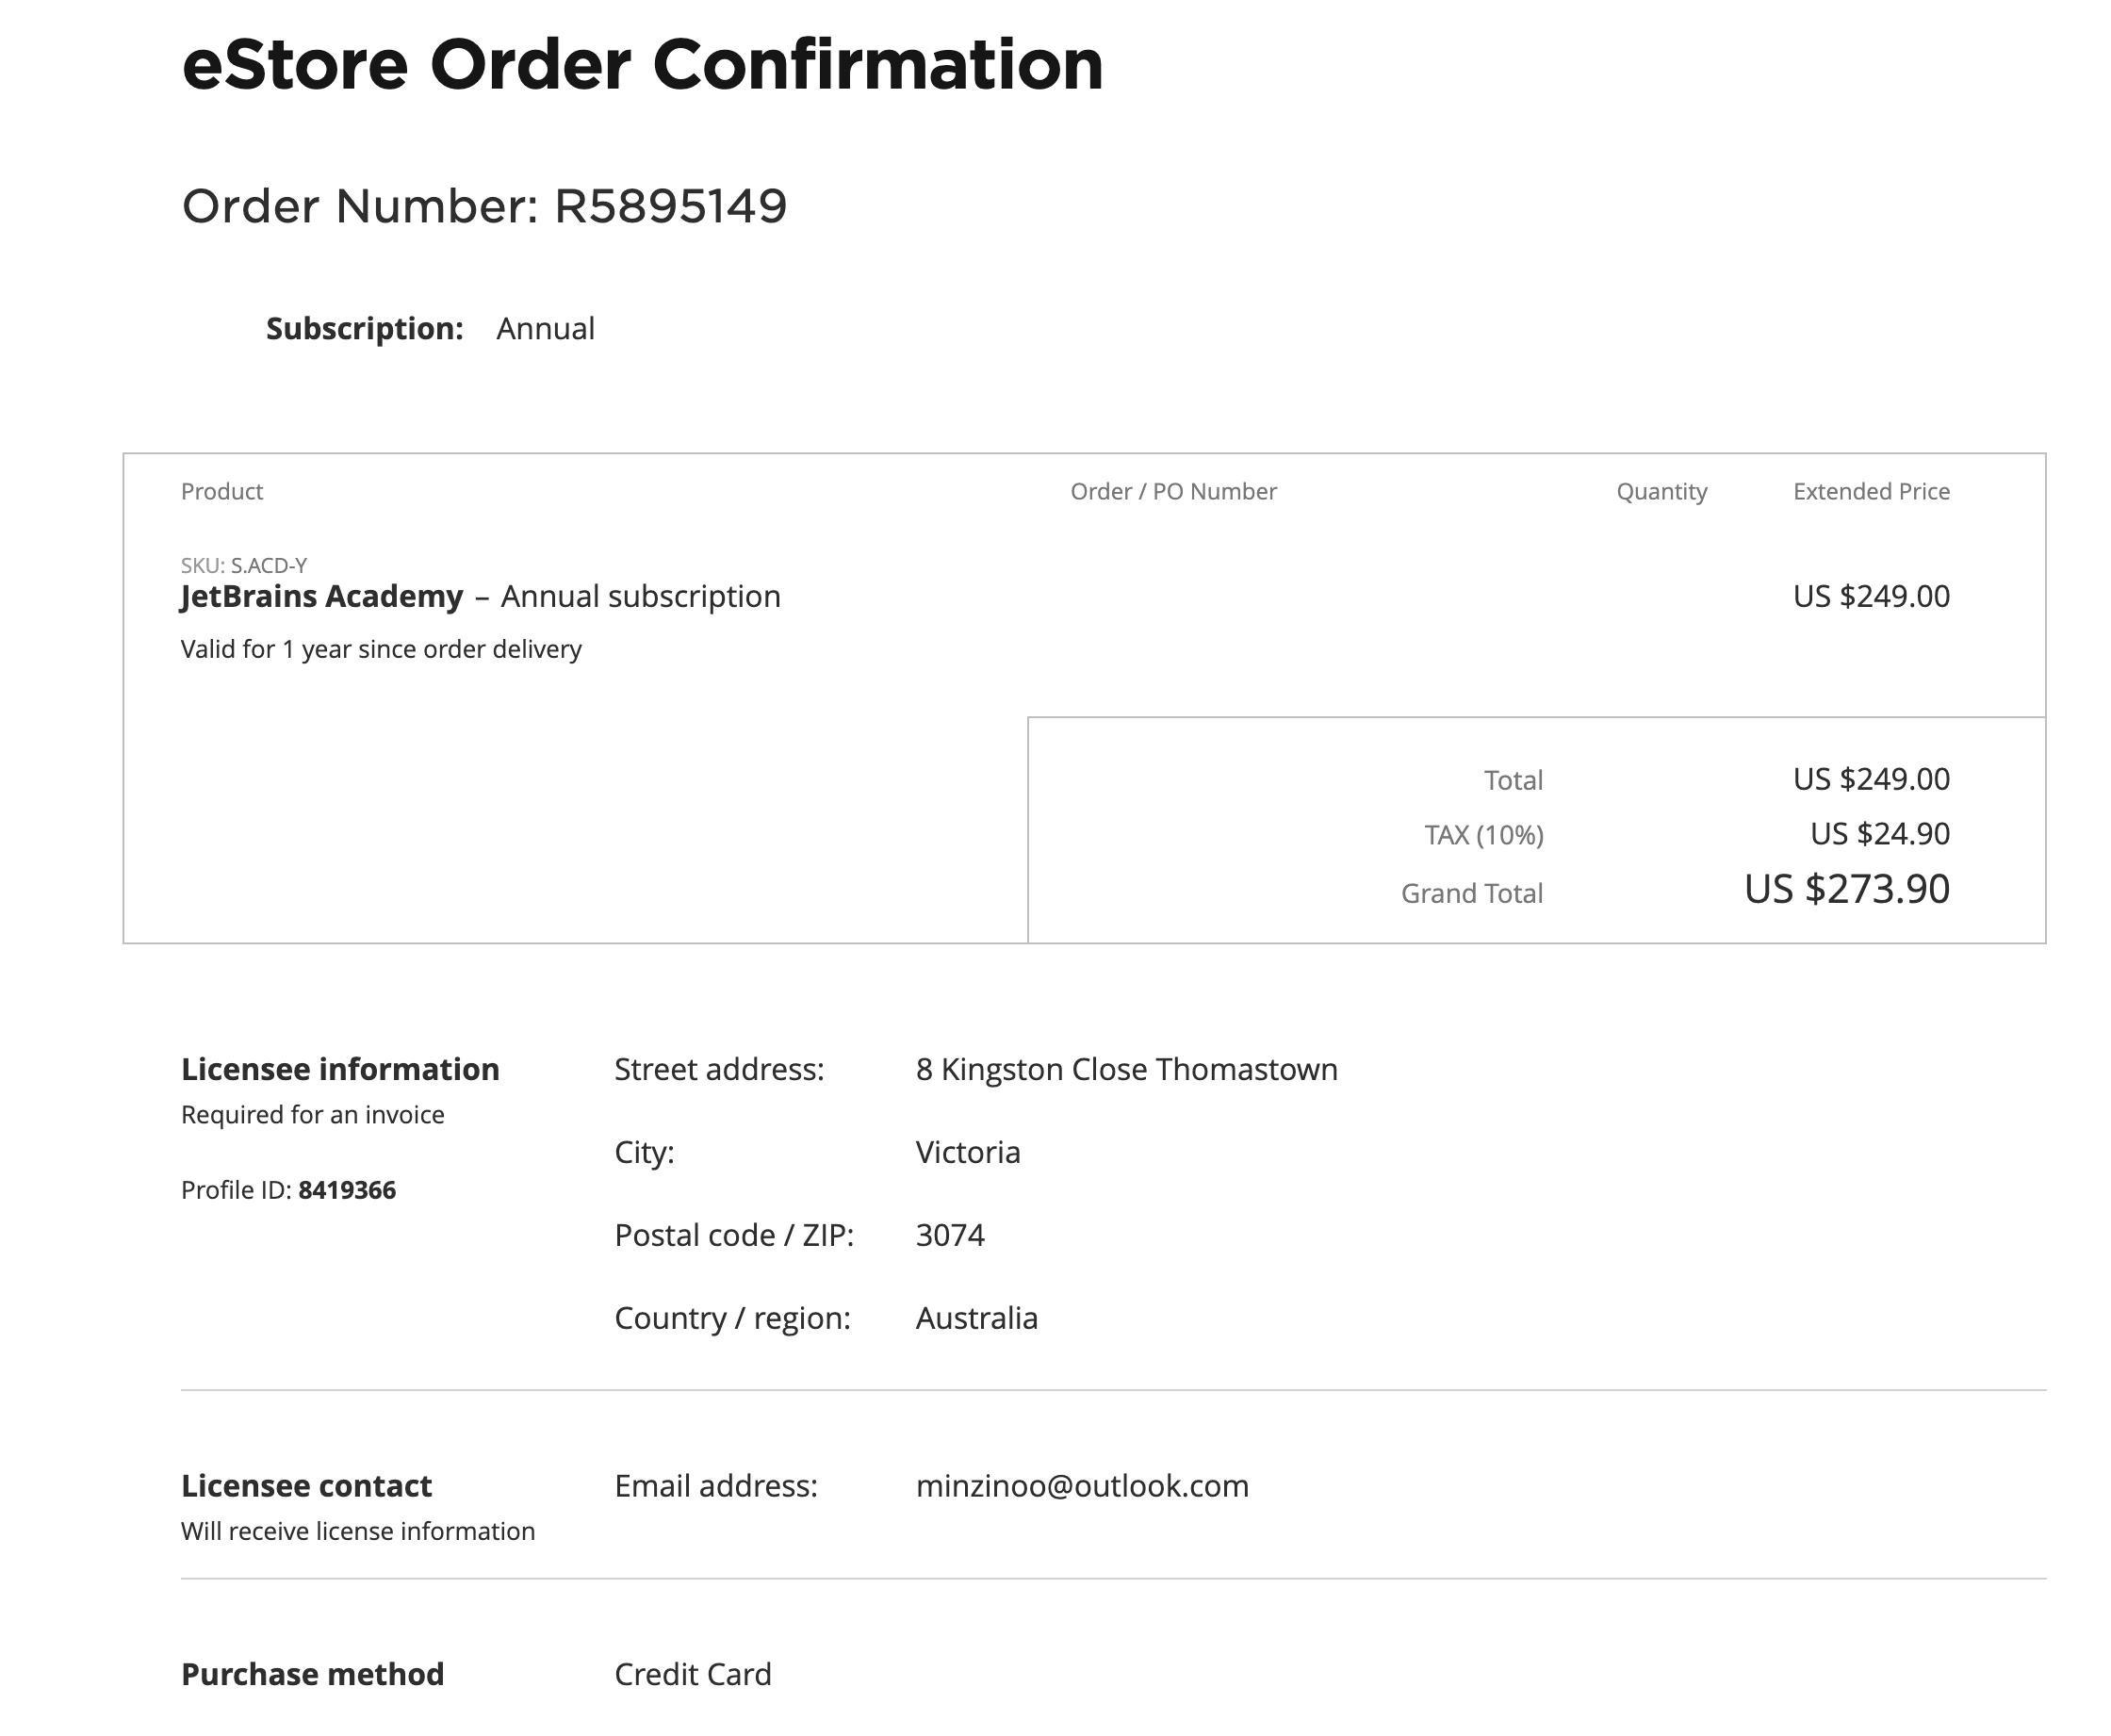 eStore Order Confirmation
Order Number: R5895149
Subscription: Annual
Product Order / PO Number Quantity Extended Price
SKU: S.ACD-Y
JetBrains Academy – Annual subscription US $249.00
Valid for 1 year since order delivery
Total US $249.00
TAX (10%) US $24.90
Grand Total US $273.90
Licensee information Street address: 8 Kingston Close Thomastown
Required for an invoice
City: Victoria
Profile ID: 8419366
Postal code / ZIP: 3074
Country / region: Australia
Licensee contact Email address: minzinoo@outlook.com
Will receive license information
Purchase method Credit Card